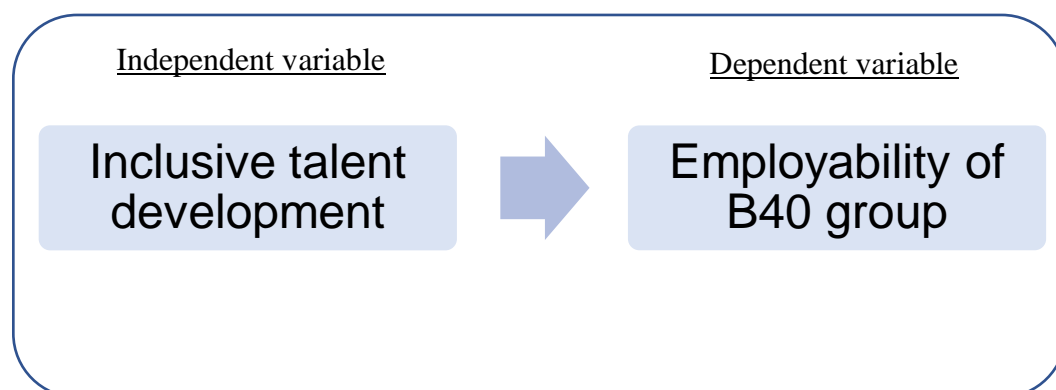 Independent variable
Dependent variable
Inclusive talent
development
Employability of
B40 group